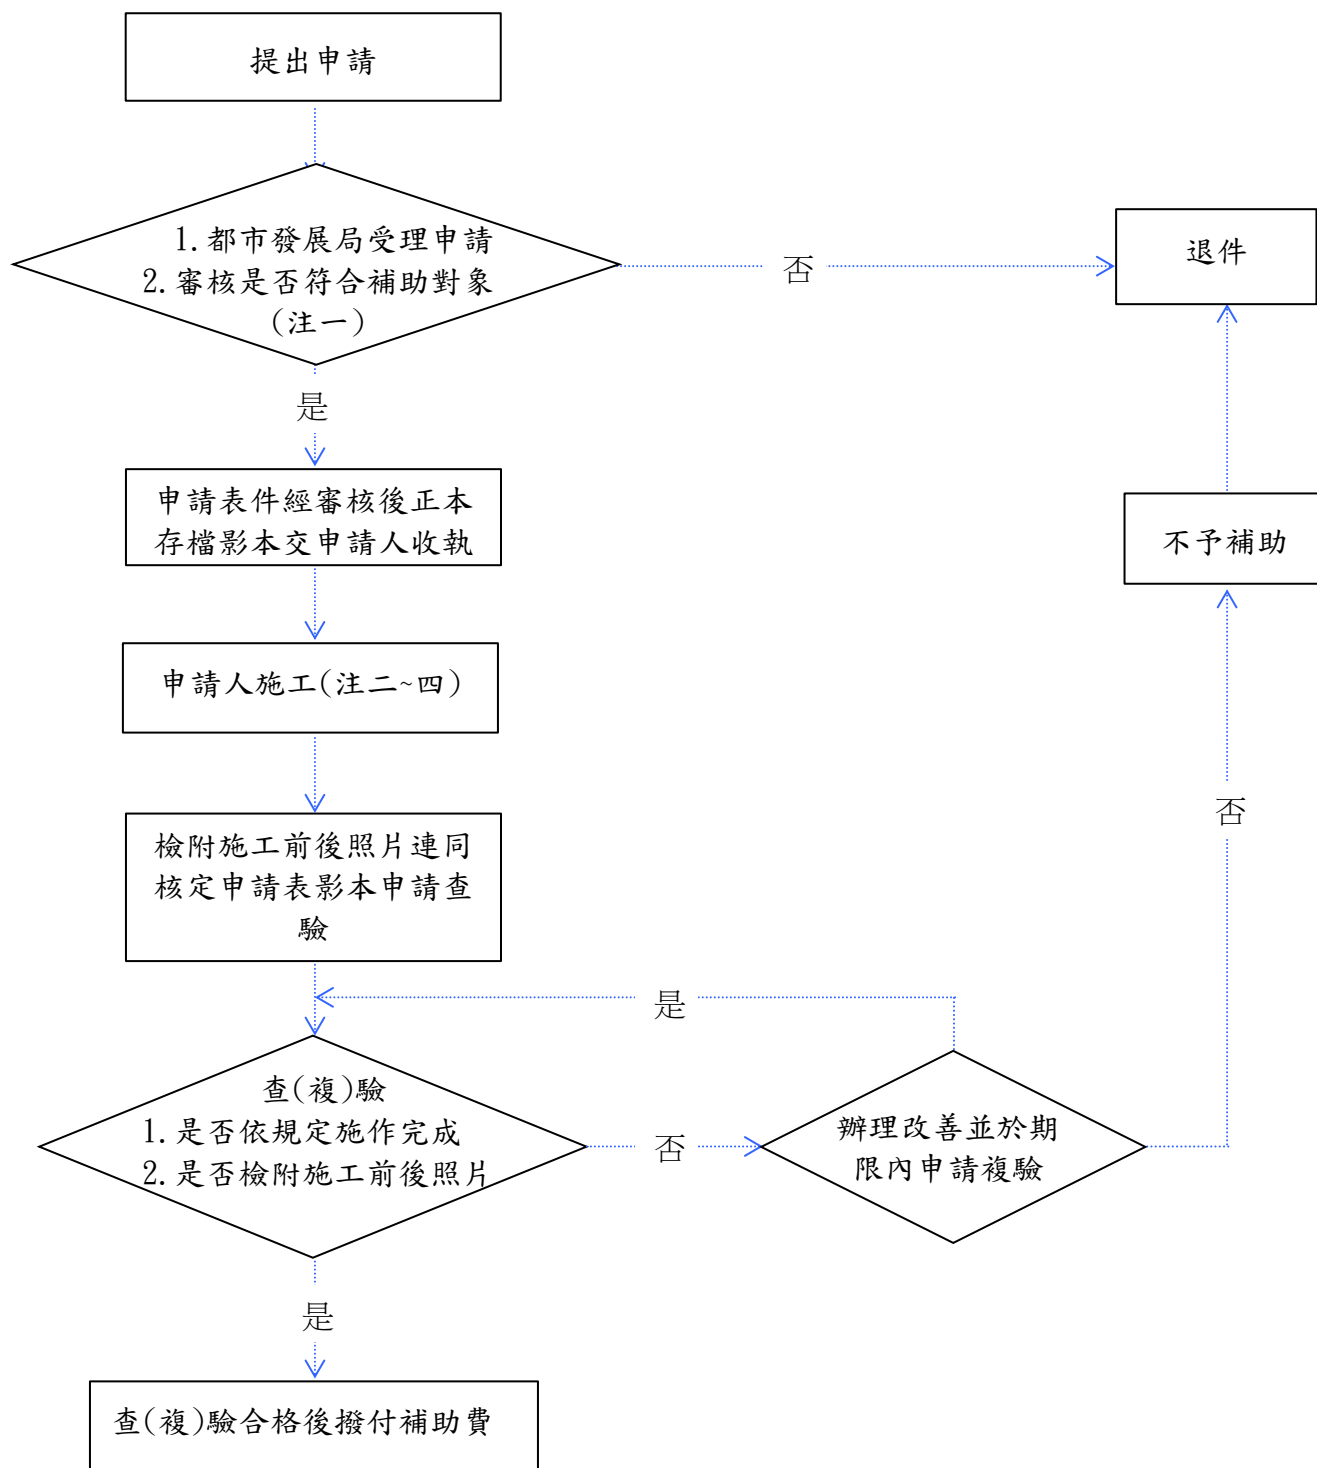 提出申請
1.都市發展局受理申請
2.審核是否符合補助對象
(注一)
否
退件
是
申請表件經審核後正本
存檔影本交申請人收執
不予補助
申請人施工(注二~四)
否
檢附施工前後照片連同
核定申請表影本申請查
驗
是
查(複)驗
1.是否依規定施作完成
2.是否檢附施工前後照片
否
辦理改善並於期
限內申請複驗
是
查(複)驗合格後撥付補助費